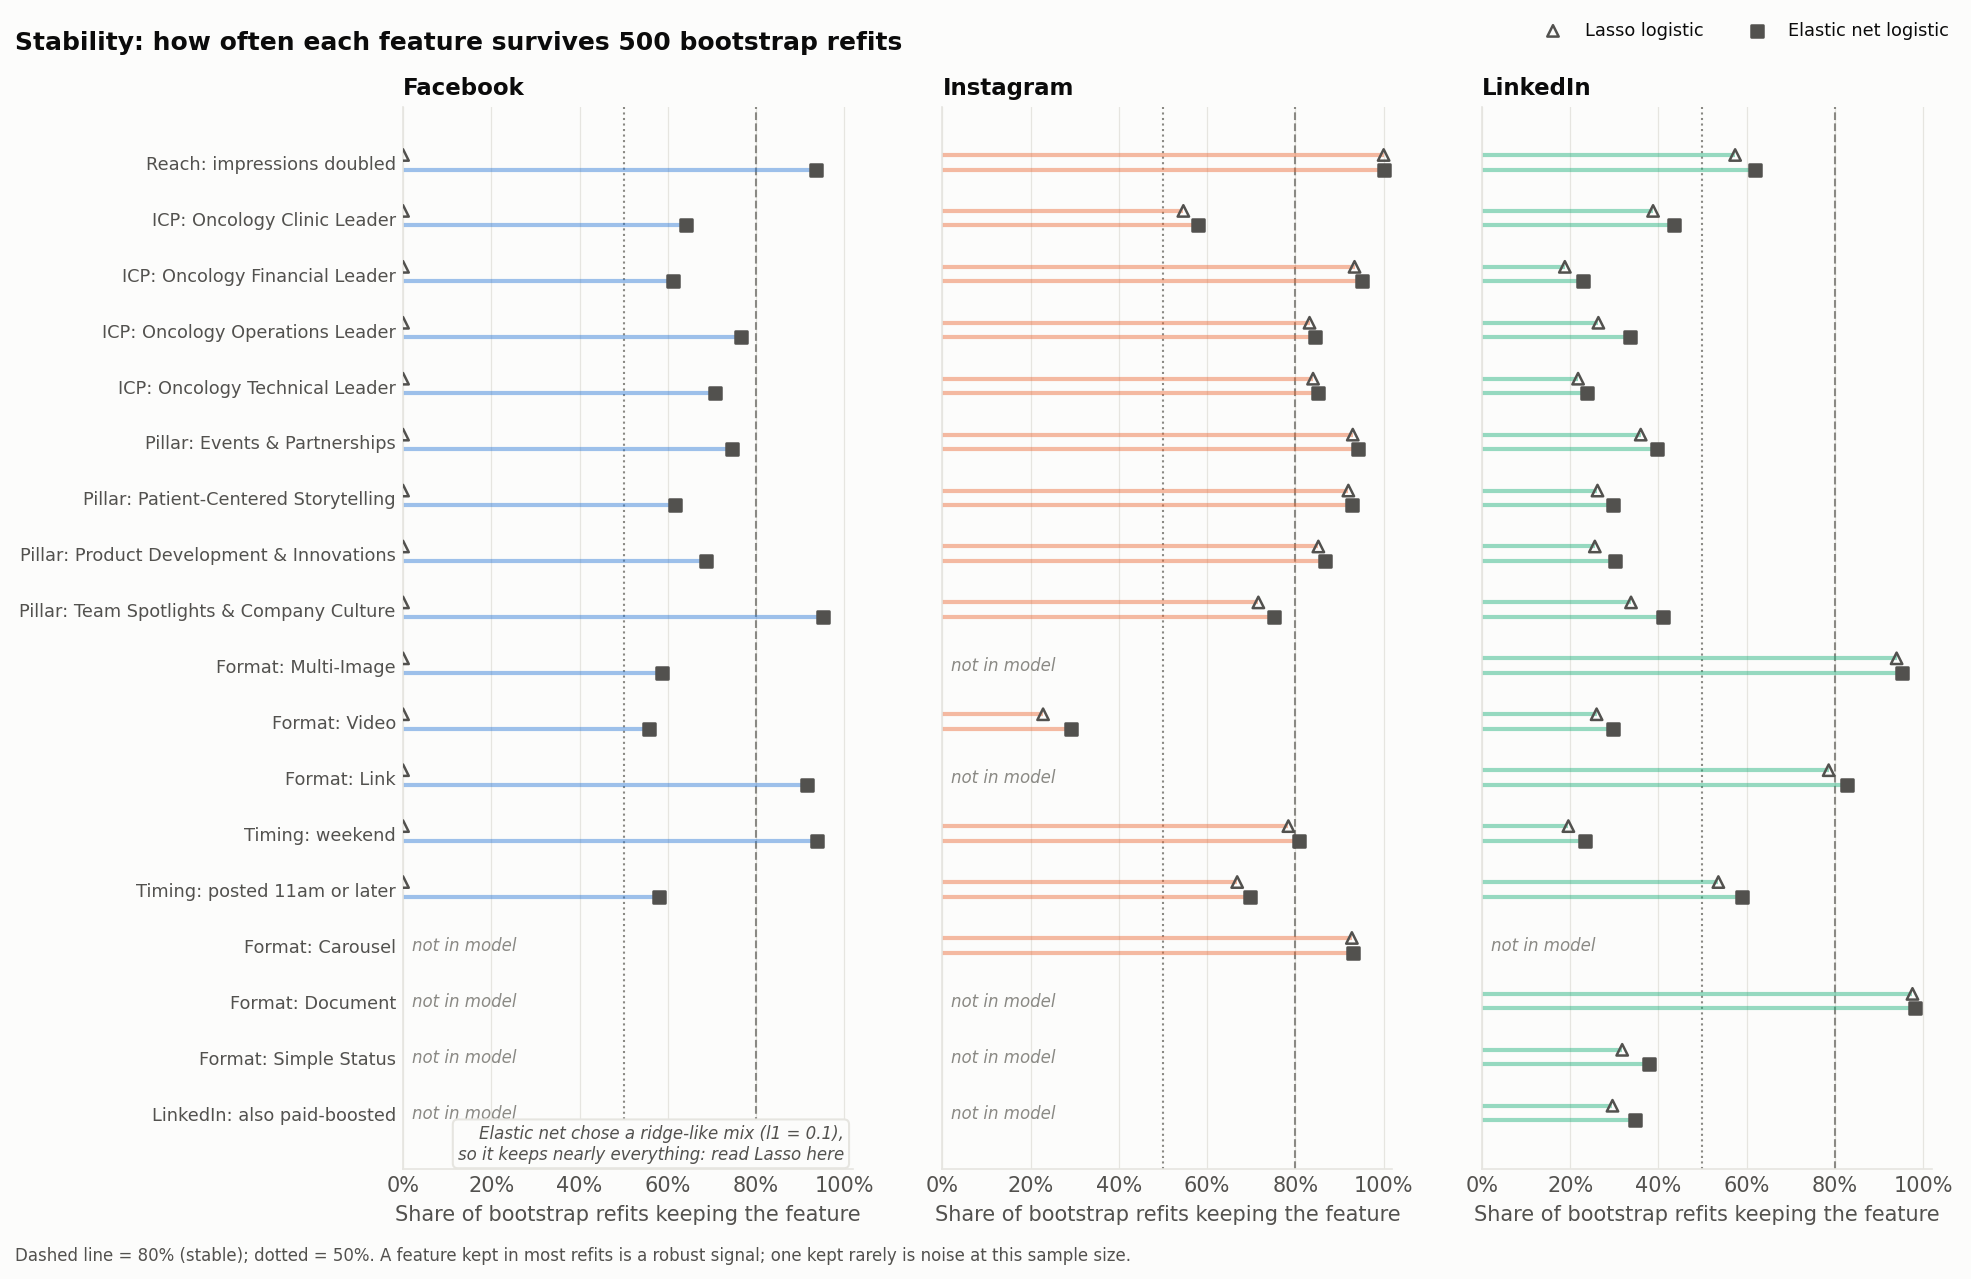 Stability: how often each feature survives 500 bootstrap refits
Lasso logistic
Elastic net logistic
Facebook
Instagram
LinkedIn
Reach: impressions doubled
ICP: Oncology Clinic Leader
ICP: Oncology Financial Leader
ICP: Oncology Operations Leader
ICP: Oncology Technical Leader
Pillar: Events & Partnerships
Pillar: Patient-Centered Storytelling
Pillar: Product Development & Innovations
Pillar: Team Spotlights & Company Culture
Format: Multi-Image
not in model
Format: Video
Format: Link
not in model
Timing: weekend
Timing: posted 11am or later
Format: Carousel
not in model
not in model
Format: Document
not in model
not in model
Format: Simple Status
not in model
not in model
LinkedIn: also paid-boosted
not in model
not in model
Elastic net chose a ridge-like mix (l1 = 0.1),
so it keeps nearly everything: read Lasso here
0% 20% 40% 60% 80% 100%
0% 20% 40% 60% 80% 100%
0% 20% 40% 60% 80% 100%
Share of bootstrap refits keeping the feature
Share of bootstrap refits keeping the feature
Share of bootstrap refits keeping the feature
Dashed line = 80% (stable); dotted = 50%. A feature kept in most refits is a robust signal; one kept rarely is noise at this sample size.